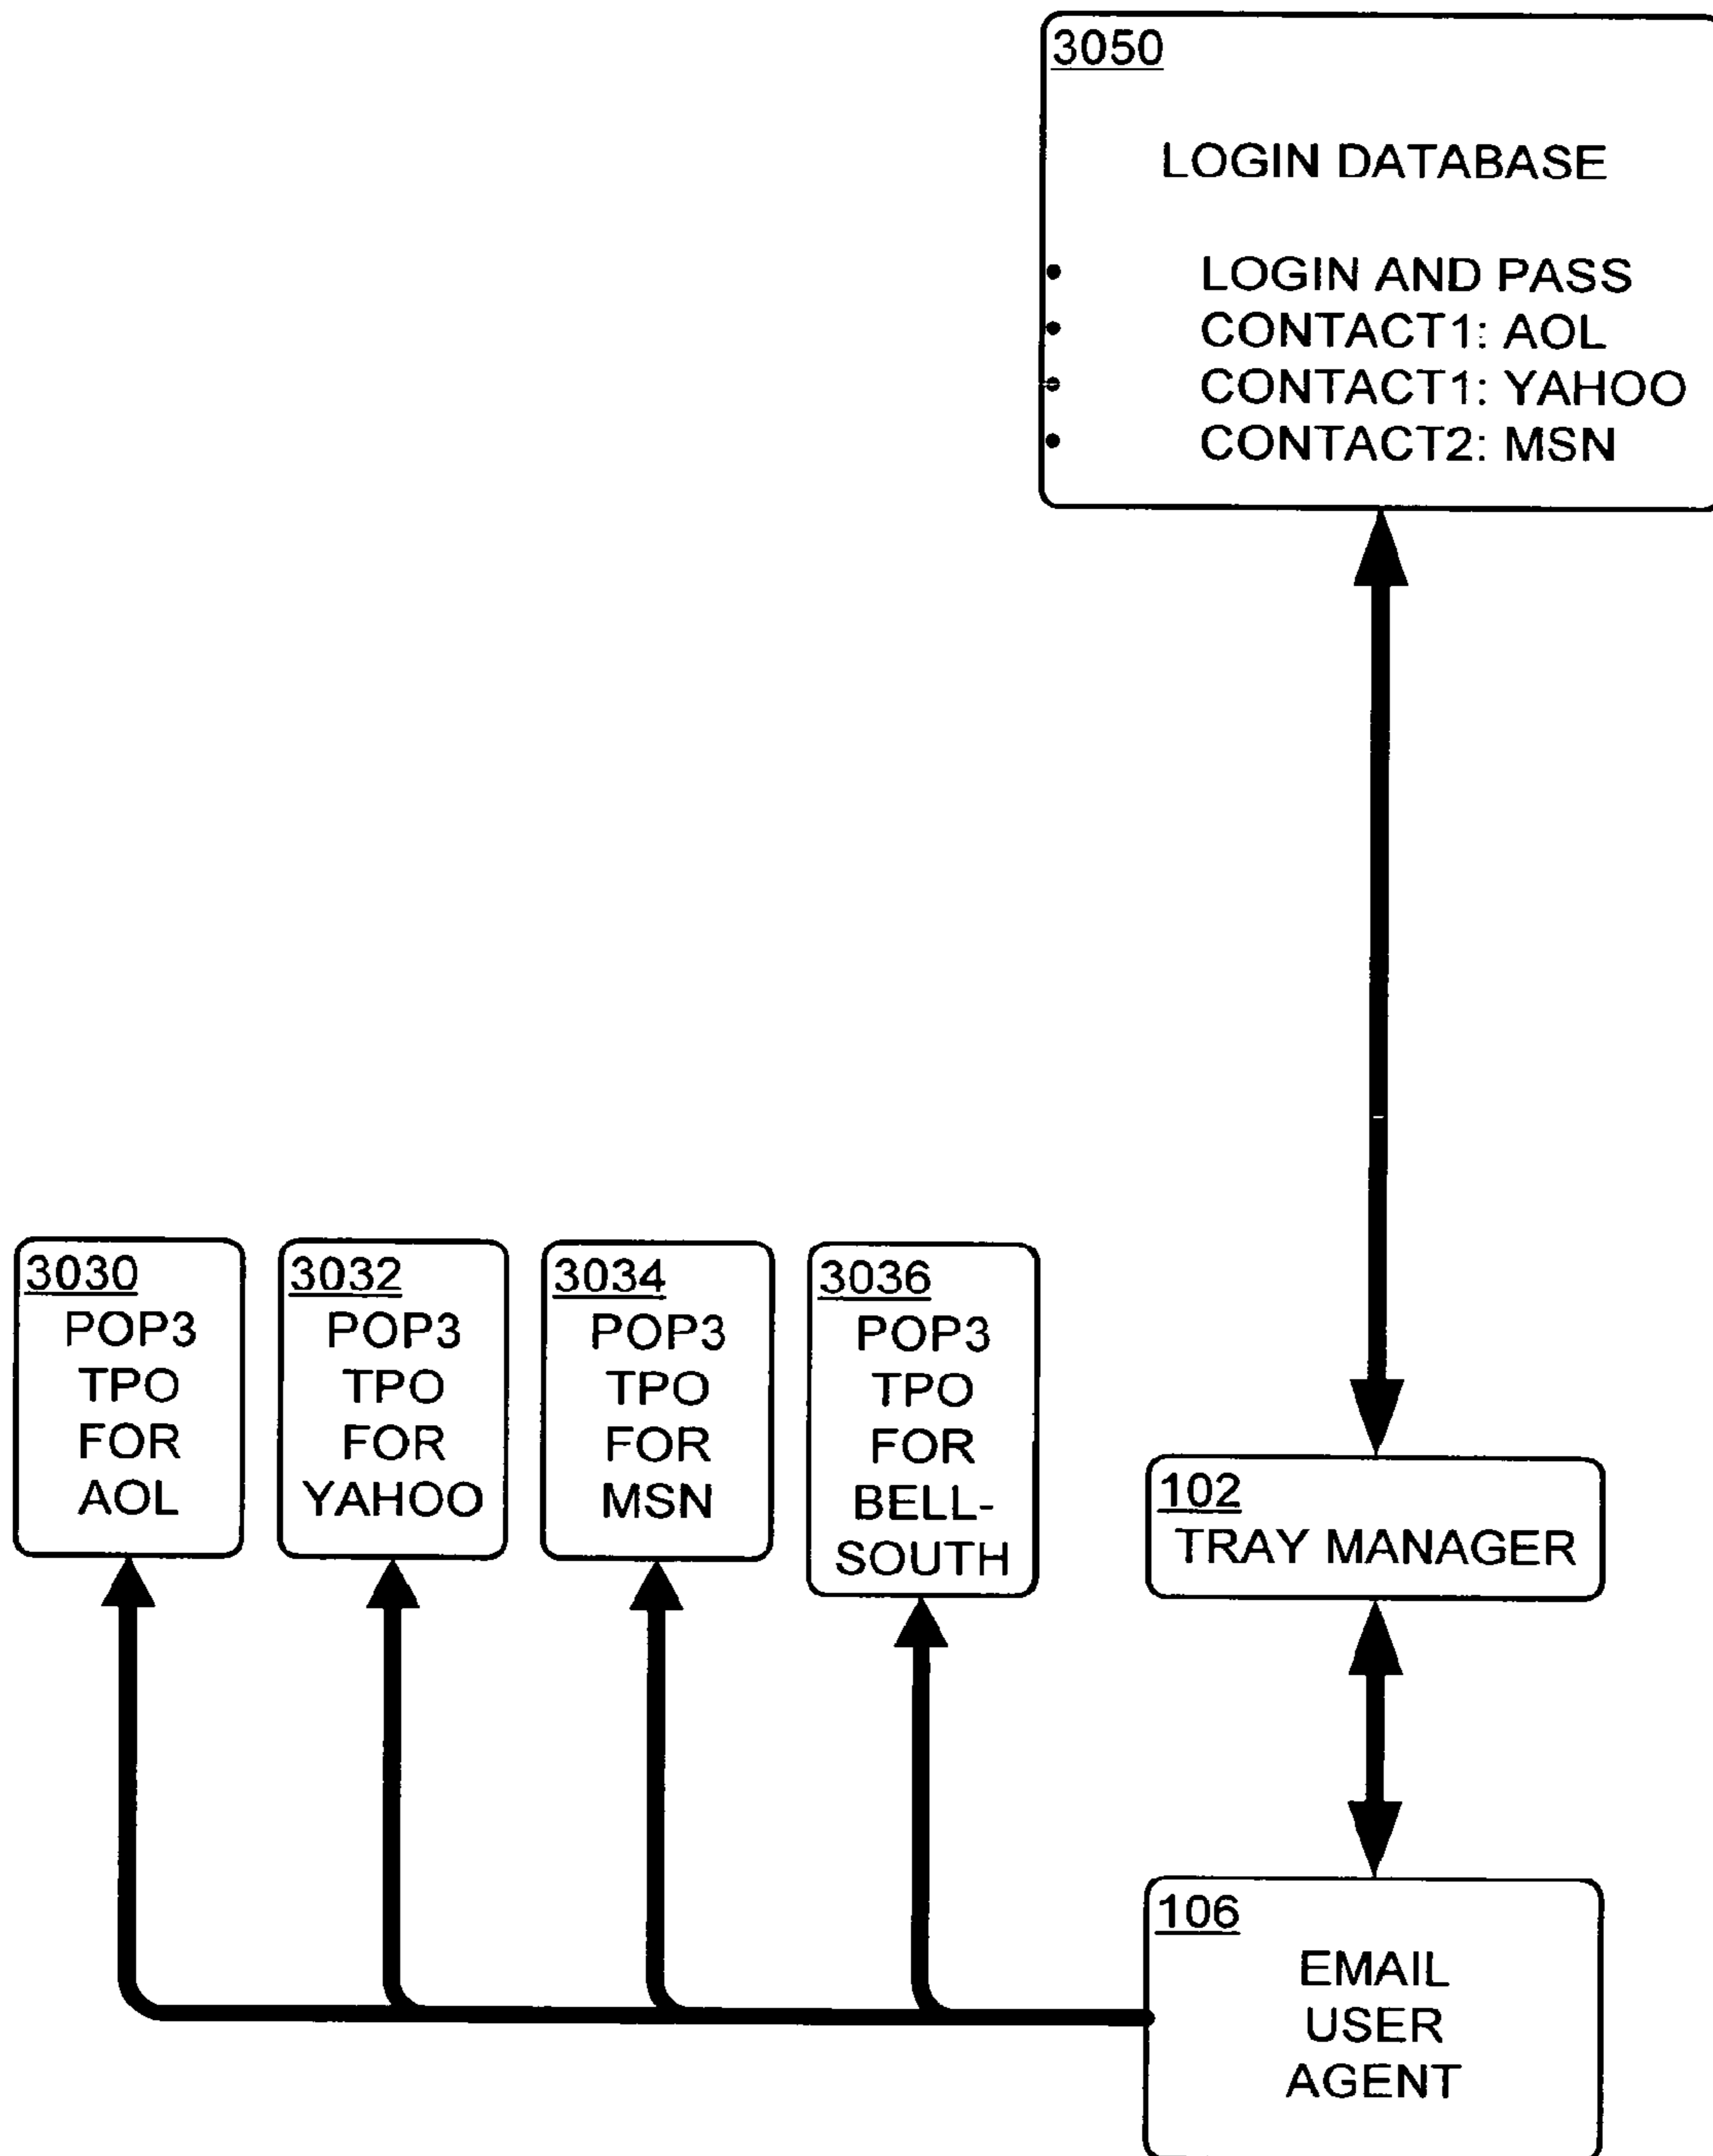 3050
LOGIN DATABASE
• LOGIN AND PASS
• CONTACT1: AOL
• CONTACT1: YAHOO
• CONTACT2: MSN
3030
POP3
TPO
FOR
AOL
3032
POP3
TPO
FOR
YAHOO
3034
POP3
TPO
FOR
MSN
3036
POP3
TPO
FOR
BELL-
SOUTH
102
TRAY MANAGER
106
EMAIL
USER
AGENT